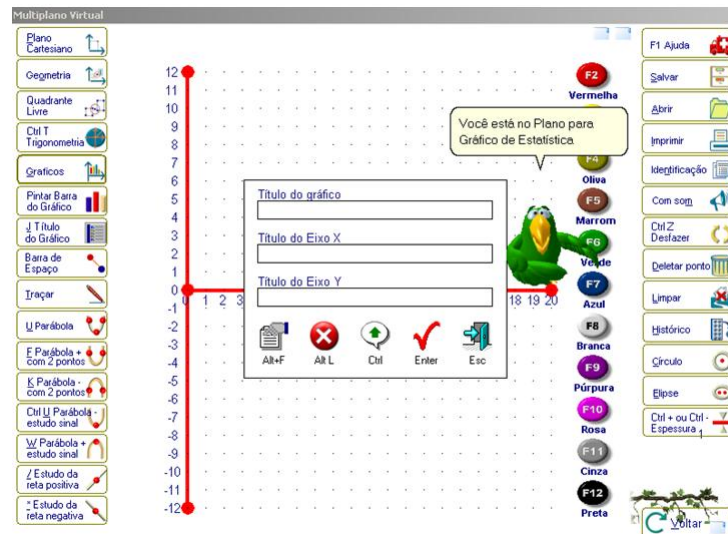 Multiplano Virtual
Plano
Cartesiano
Geometria
Quadrante
Livre
Ctrl T
Trigonometria
Graficos
Pintar Barra
do Gráfico
J Título
do Gráfico
Barra de
Espaço
Traçar
U Parábola
F Parábola +
com 2 pontos
K Parábola -
com 2 pontos
Ctrl U Parábola -
estudo sinal
W Parábola +
estudo sinal
/ Estudo da
reta positiva
* Estudo da
reta negativa
12
11
10
9
8
7
6
5
4
3
2
1
0
-1
-2
-3
-4
-5
-6
-7
-8
-9
-10
-11
-12
0 1 2 3
18 19 20
Você está no Plano para
Gráfico de Estatística
Título do gráfico
Título do Eixo X
Título do Eixo Y
Alt+F Alt L Ctrl Enter Esc
F2
Vermelha
F4
Oliva
F5
Marrom
F6
Verde
F7
Azul
F8
Branca
F9
Púrpura
F10
Rosa
F11
Cinza
F12
Preta
F1 Ajuda
Salvar
Abrir
Imprimir
Identificação
Com som
Ctrl Z
Desfazer
Deletar ponto
Limpar
Histórico
Círculo
Elipse
Ctrl + ou Ctrl -
Espessura 1
Voltar